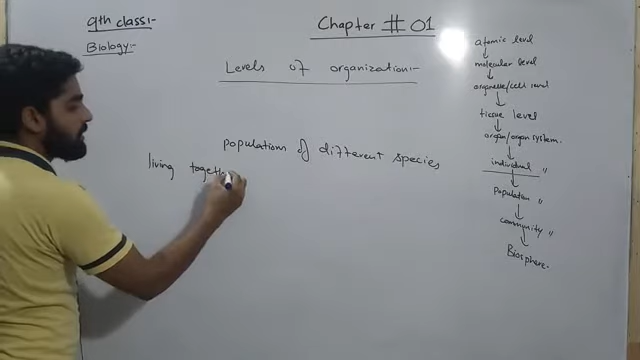 9th class:-
Biology:-
Chapter # 01
Levels of organization:-
populations of different species
living togeth
atomic level
molecular level
organelle/cell level
tissue level
organ/organ system.
individual "
Population "
community "
Biosphere.